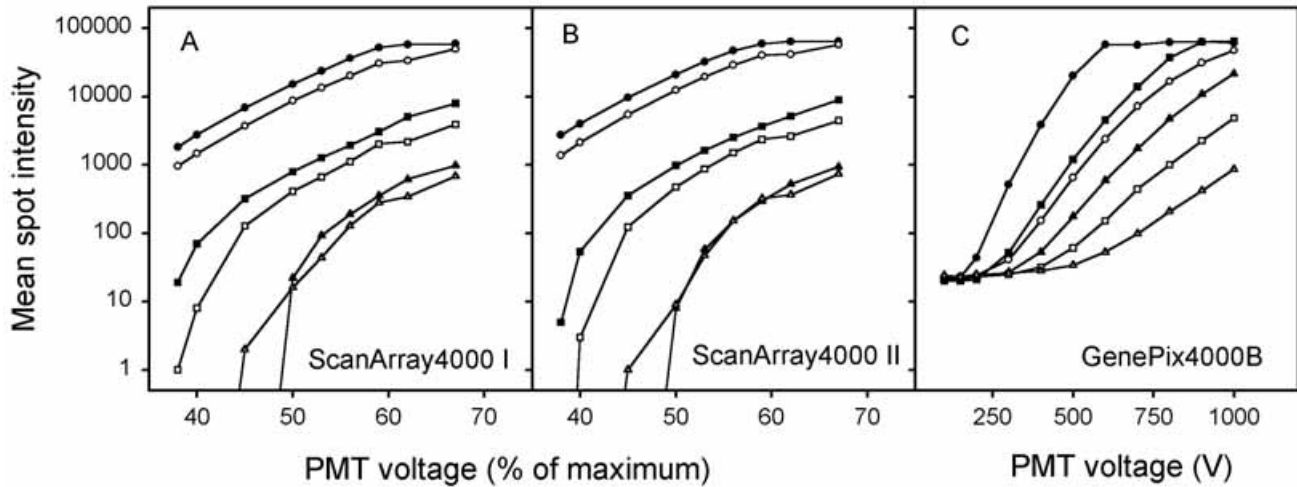 Mean spot intensity
100000
10000
1000
100
10
1
A
ScanArray4000 I
40 50 60 70
B
ScanArray4000 II
40 50 60 70
C
GenePix4000B
250 500 750 1000
PMT voltage (% of maximum)
PMT voltage (V)